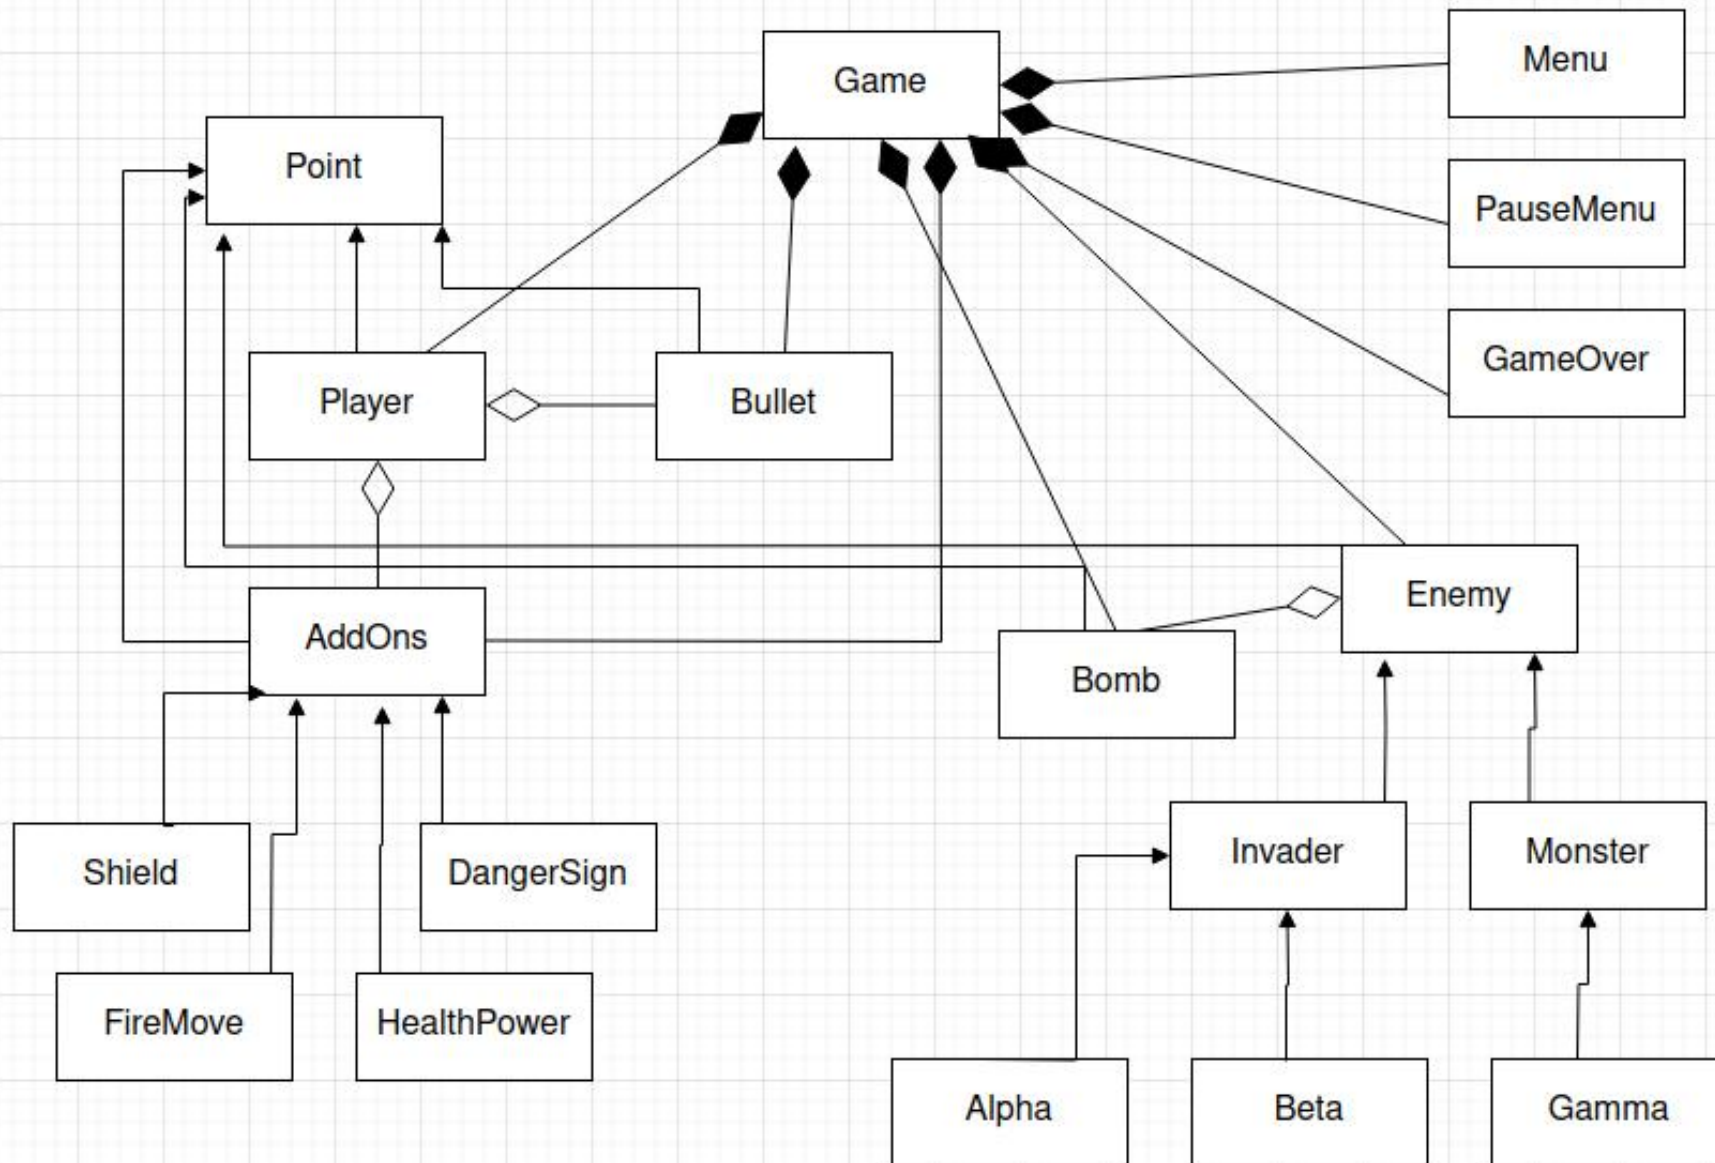 Menu
Game
Point
PauseMenu
GameOver
Player
Bullet
Enemy
AddOns
Bomb
Invader
Monster
Shield
DangerSign
FireMove
HealthPower
Alpha
Beta
Gamma